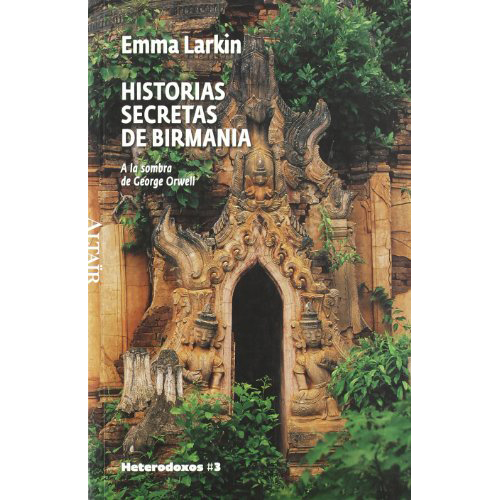 Emma Larkin
HISTORIAS
SECRETAS
DE BIRMANIA
A la sombra
de George Orwell
ALTAÏR
Heterodoxos #3